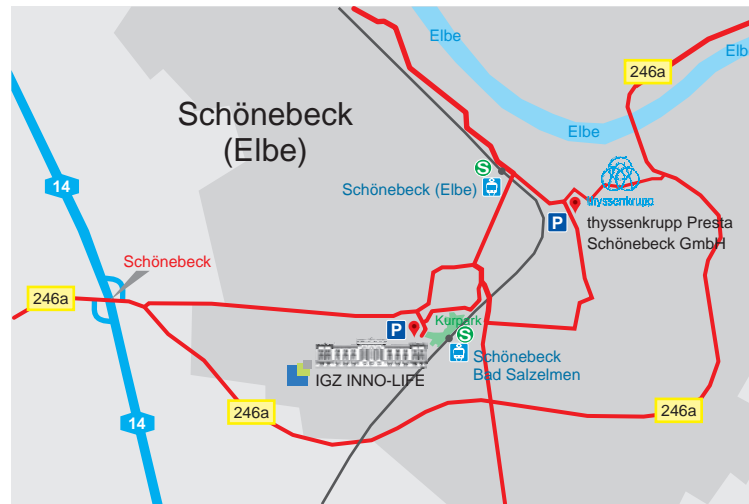 Elbe
Elb
246a
Schönebeck
(Elbe)
Elbe
S
Schönebeck (Elbe)
thyssenkrupp
14
P
thyssenkrupp Presta
Schönebeck GmbH
Schönebeck
246a
Kurpark
P
S
Schönebeck
Bad Salzelmen
IGZ INNO-LIFE
246a
246a
14